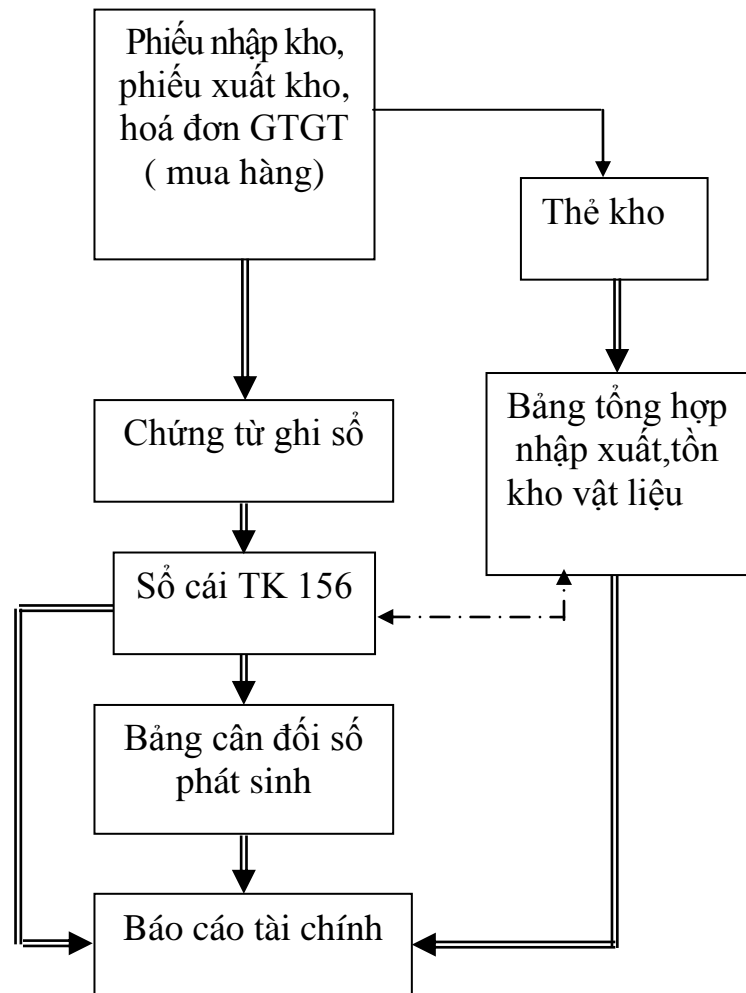 Phiếu nhập kho,
phiếu xuất kho,
hoá đơn GTGT
( mua hàng)
Thẻ kho
Bảng tổng hợp
nhập xuất,tồn
kho vật liệu
Chứng từ ghi sổ
Sổ cái TK 156
Bảng cân đối số
phát sinh
Báo cáo tài chính